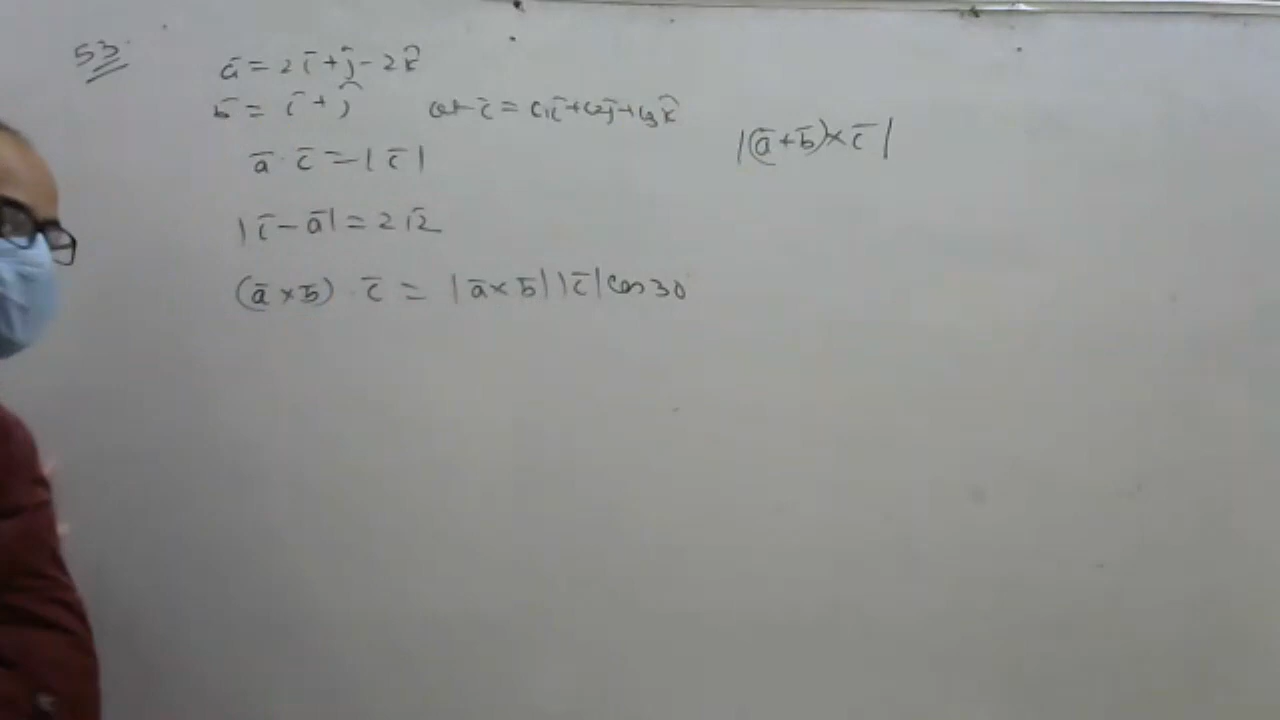 53
a̅ = 2i̅ + j̅ - 2k̂
b̅ = i̅ + ĵ let c̅ = c₁i̅ + c₂j̅ + c₃k̂
|(a̅ + b̅) × c̅|
a̅ · c̅ = |c̅|
|c̅ - a̅| = 2√2
(a̅ × b̅) · c̅ = |a̅ × b̅| |c̅| cos 30